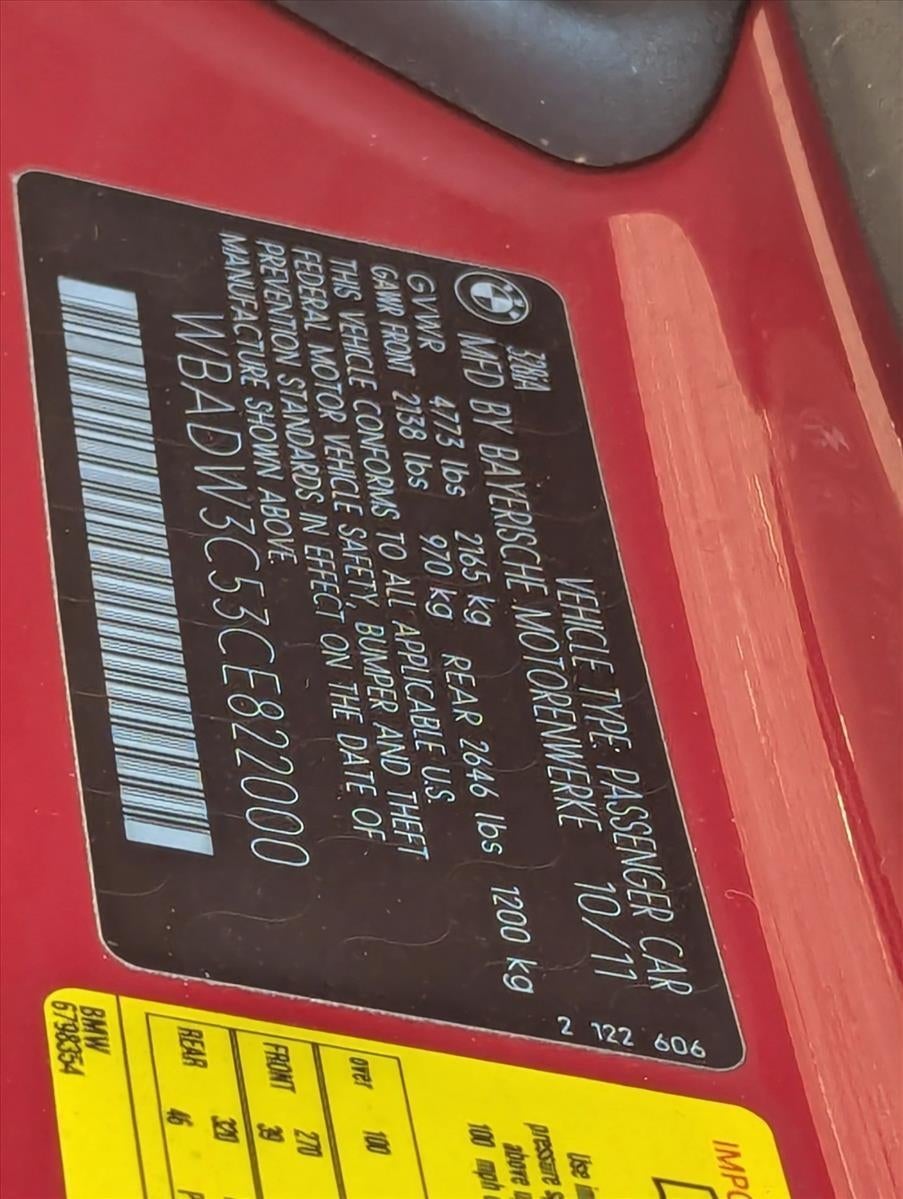 328iA
VEHICLE TYPE: PASSENGER CAR
MFD BY BAYERISCHE MOTORENWERKE 10/11
GVWR 4773 lbs 2165 kg
GAWR FRONT 2138 lbs 970 kg REAR 2646 lbs 1200 kg
THIS VEHICLE CONFORMS TO ALL APPLICABLE U.S.
FEDERAL MOTOR VEHICLE SAFETY, BUMPER AND THEFT
PREVENTION STANDARDS IN EFFECT ON THE DATE OF
MANUFACTURE SHOWN ABOVE.
WBADW3C53CE822000
2 122 606
100 mph
over 100
270
FRONT 39
320
REAR 46
BMW
6798354